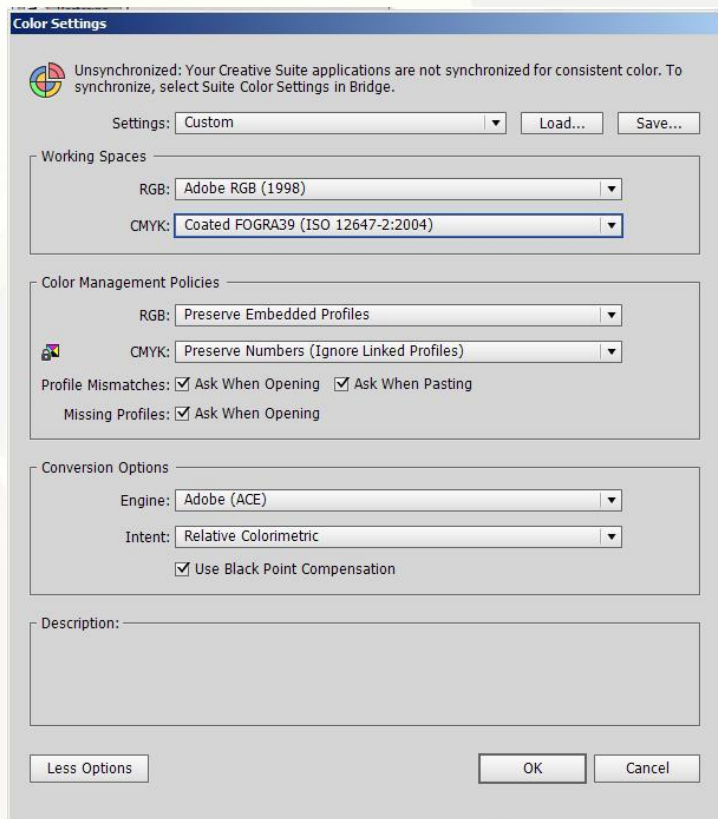 Color Settings
Unsynchronized: Your Creative Suite applications are not synchronized for consistent color. To
synchronize, select Suite Color Settings in Bridge.
Settings: Custom Load... Save...
Working Spaces
RGB: Adobe RGB (1998)
CMYK: Coated FOGRA39 (ISO 12647-2:2004)
Color Management Policies
RGB: Preserve Embedded Profiles
CMYK: Preserve Numbers (Ignore Linked Profiles)
Profile Mismatches: Ask When Opening Ask When Pasting
Missing Profiles: Ask When Opening
Conversion Options
Engine: Adobe (ACE)
Intent: Relative Colorimetric
Use Black Point Compensation
Description:
Less Options OK Cancel